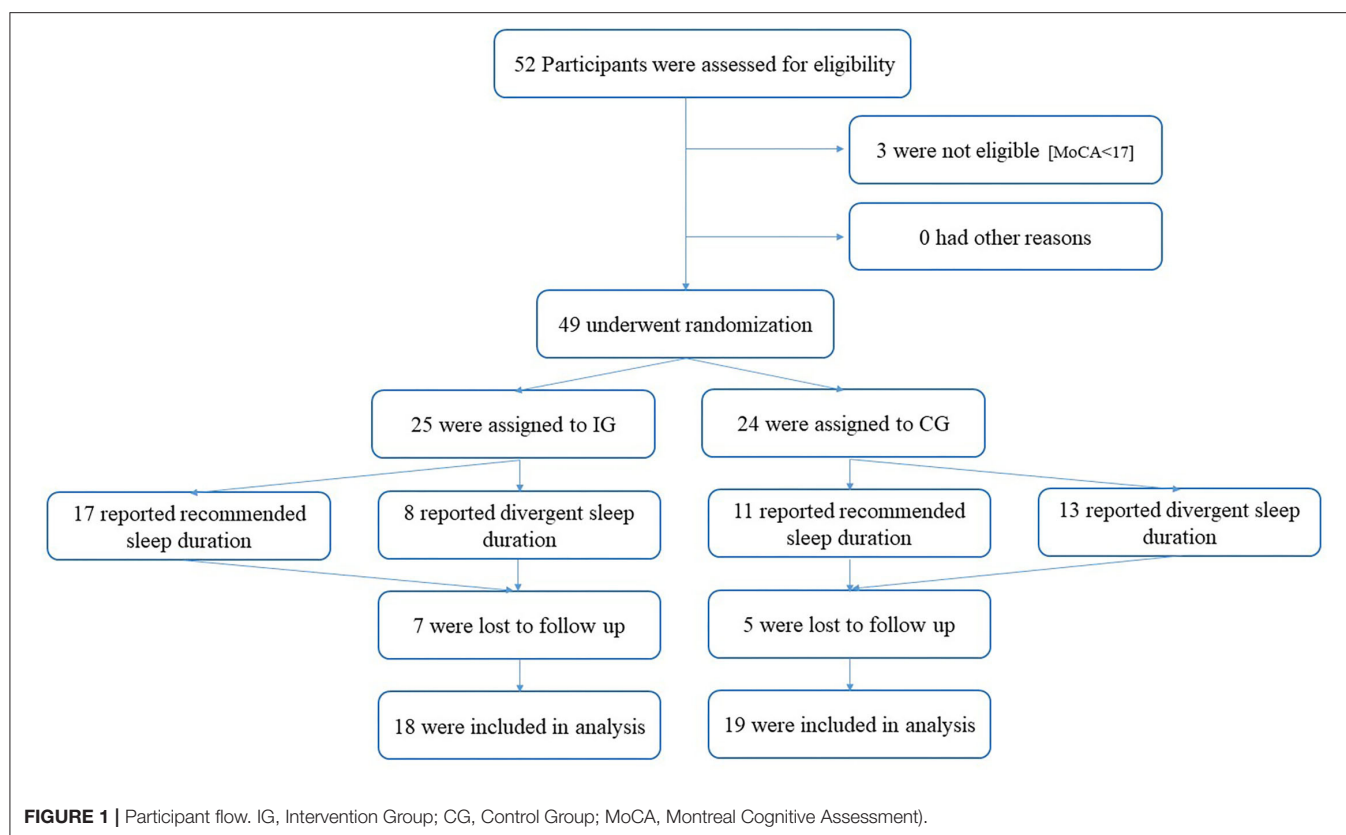 52 Participants were assessed for eligibility
3 were not eligible [MoCA<17]
0 had other reasons
49 underwent randomization
25 were assigned to IG
24 were assigned to CG
17 reported recommended
sleep duration
8 reported divergent sleep
duration
11 reported recommended
sleep duration
13 reported divergent sleep
duration
7 were lost to follow up
5 were lost to follow up
18 were included in analysis
19 were included in analysis
FIGURE 1 | Participant flow. IG, Intervention Group; CG, Control Group; MoCA, Montreal Cognitive Assessment).